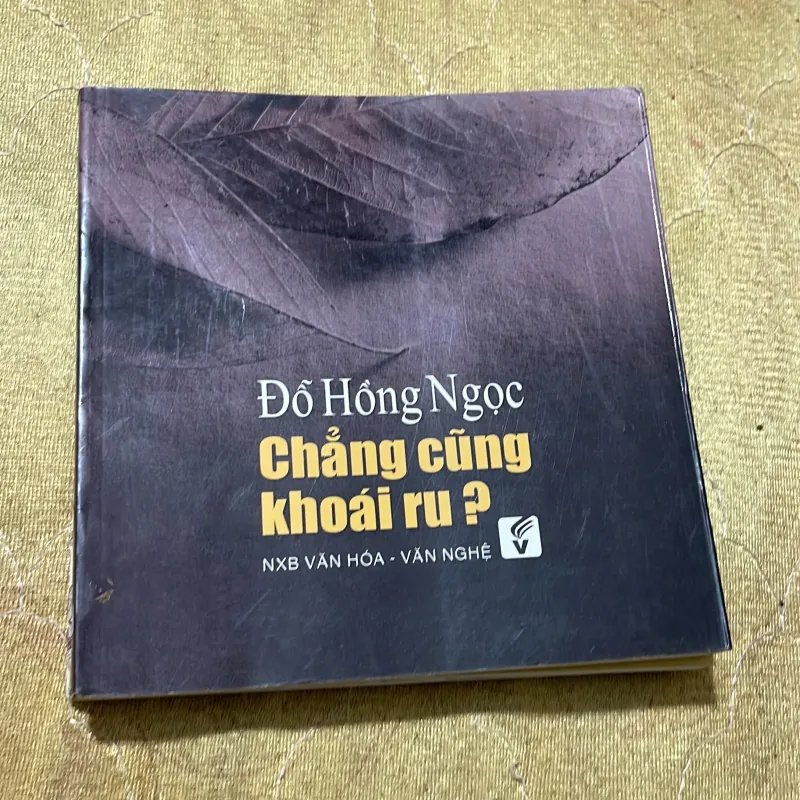 Đỗ Hồng Ngọc
Chẳng cũng
khoái ru ?
NXB VĂN HÓA - VĂN NGHỆ
V